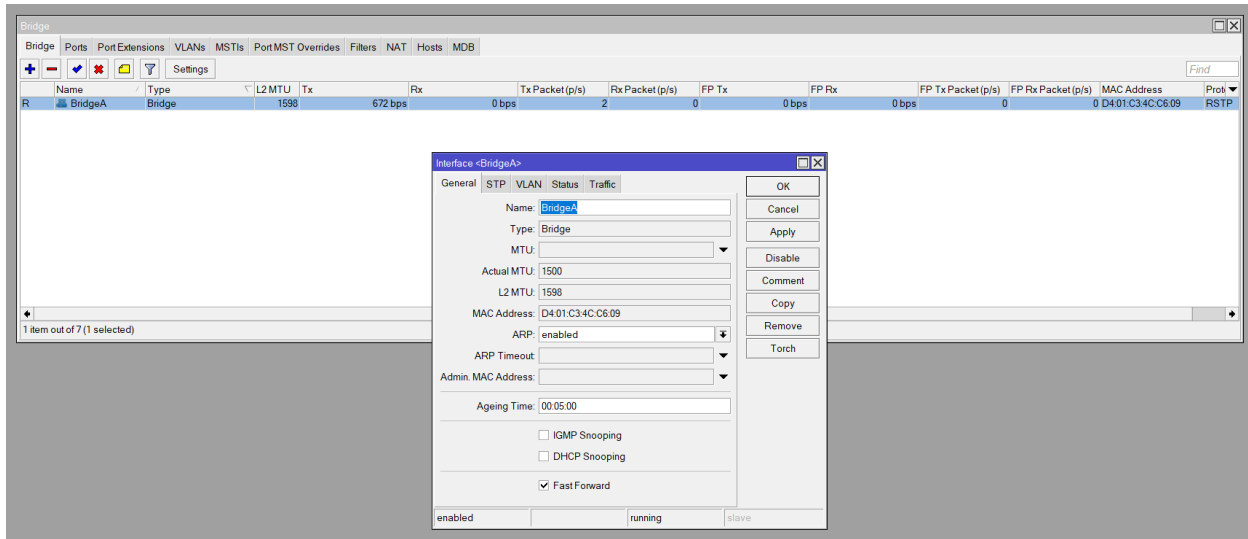 Bridge
Bridge Ports Port Extensions VLANs MSTIs Port MST Overrides Filters NAT Hosts MDB
Settings Find
Name Type L2 MTU Tx Rx Tx Packet (p/s) Rx Packet (p/s) FP Tx FP Rx FP Tx Packet (p/s) FP Rx Packet (p/s) MAC Address
R BridgeA Bridge 1598 672 bps 0 bps 2 0 0 bps 0 bps 0 0 D4:01:C3:4C:C6:09 RSTP
1 item out of 7 (1 selected)
Interface <BridgeA>
General STP VLAN Status Traffic
Name: BridgeA
Type: Bridge
MTU:
Actual MTU: 1500
L2 MTU: 1598
MAC Address: D4:01:C3:4C:C6:09
ARP: enabled
ARP Timeout:
Admin. MAC Address:
Ageing Time: 00:05:00
IGMP Snooping
DHCP Snooping
Fast Forward
OK
Cancel
Apply
Disable
Comment
Copy
Remove
Torch
enabled running slave